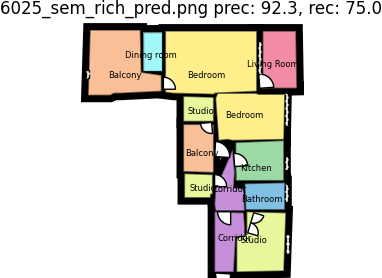 6025_sem_rich_pred.png prec: 92.3, rec: 75.0
Dining room
Living Room
Balcony
Bedroom
Studio
Bedroom
Balcony
Kitchen
Studio
Corridor
Bathroom
Corridor
Studio